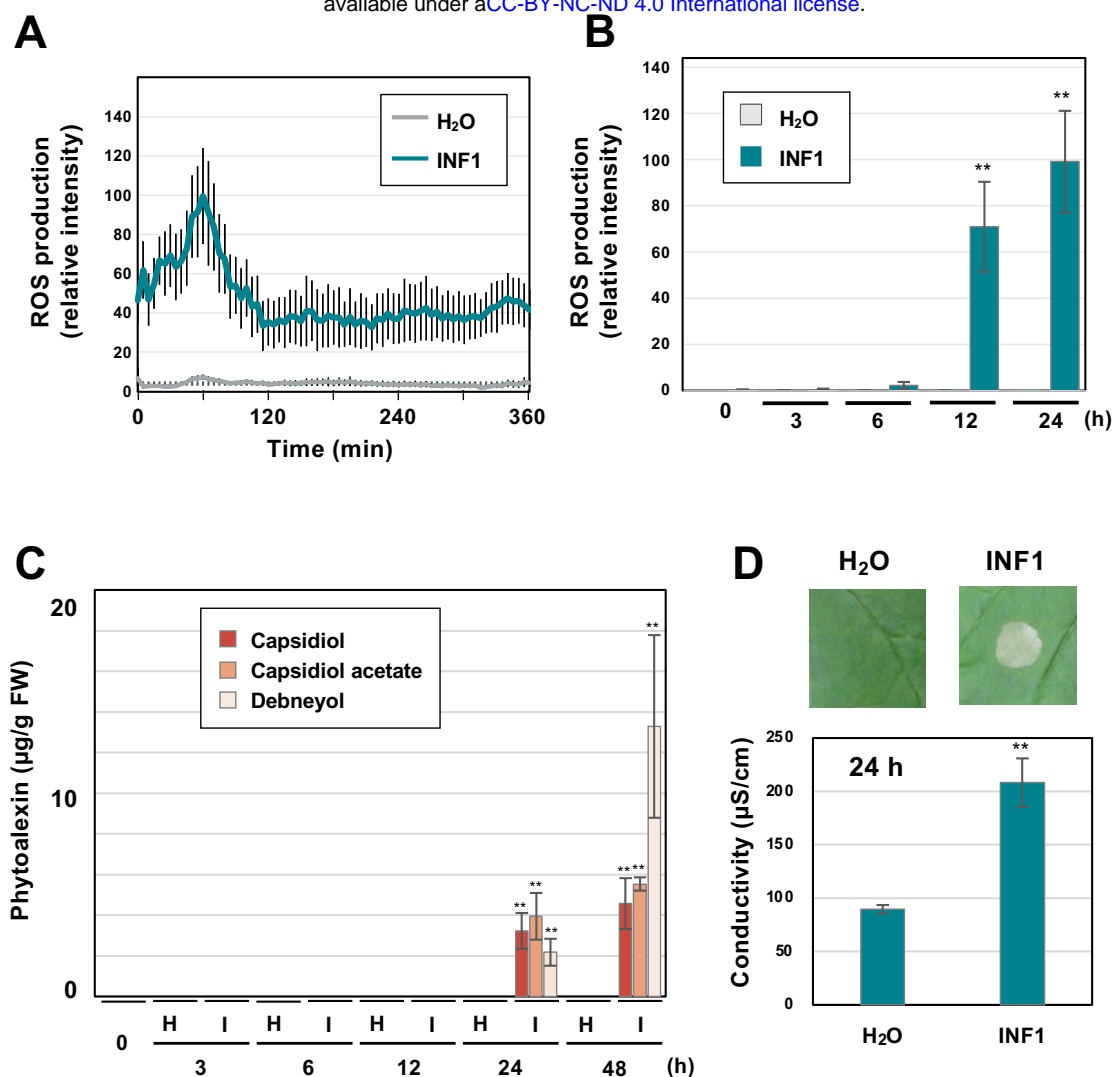 available under aCC-BY-NC-ND 4.0 International license.
A
ROS production
(relative intensity)
140
120
100
80
60
40
20
0
H₂O
INF1
0 120 240 360
Time (min)
B
ROS production
(relative intensity)
140
120
100
80
60
40
20
0
H₂O
INF1
**
**
0 3 6 12 24 (h)
C
Phytoalexin (µg/g FW)
20
10
0
Capsidiol
Capsidiol acetate
Debneyol
** ** **
** ** **
H I H I H I H I H I
0 3 6 12 24 48 (h)
D
H₂O INF1
Conductivity (µS/cm)
250
200
150
100
50
0
24 h
**
H₂O INF1